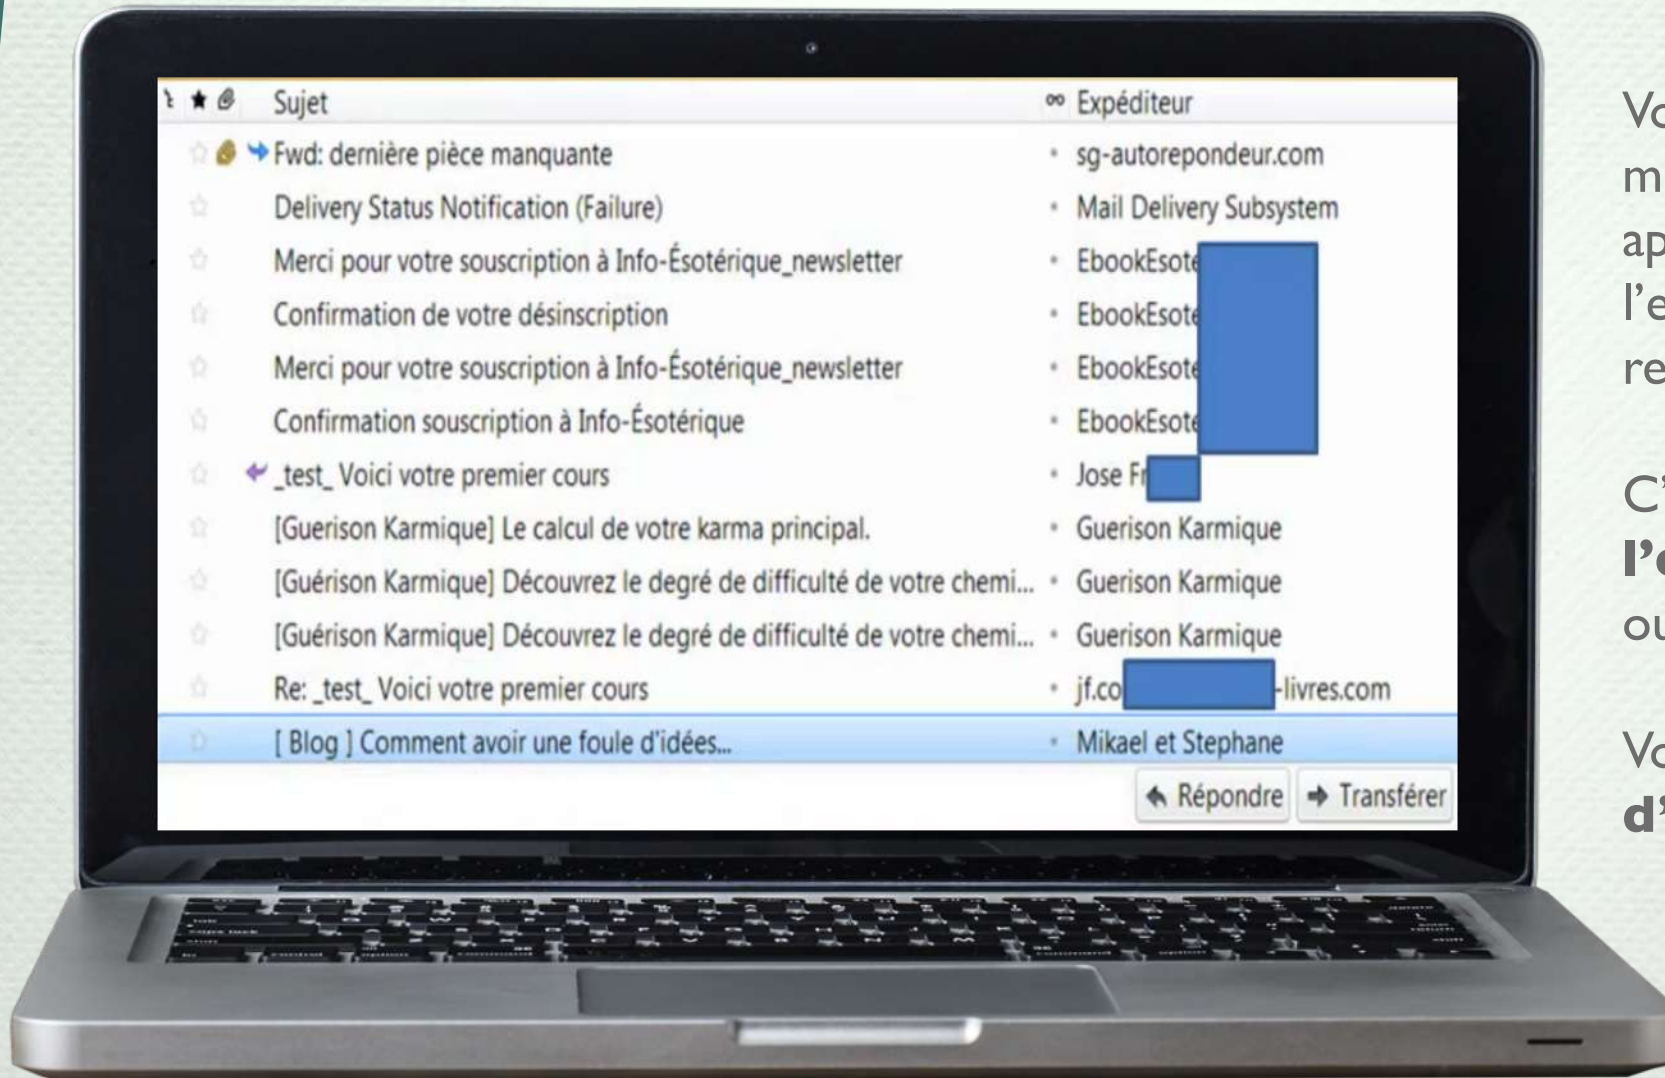 Sujet Expéditeur
Fwd: dernière pièce manquante sg-autorepondeur.com
Delivery Status Notification (Failure) Mail Delivery Subsystem
Merci pour votre souscription à Info-Ésotérique_newsletter EbookEsote
Confirmation de votre désinscription EbookEsote
Merci pour votre souscription à Info-Ésotérique_newsletter EbookEsote
Confirmation souscription à Info-Ésotérique EbookEsote
_test_ Voici votre premier cours Jose Fr
[Guerison Karmique] Le calcul de votre karma principal. Guerison Karmique
[Guérison Karmique] Découvrez le degré de difficulté de votre chemi... Guerison Karmique
[Guérison Karmique] Découvrez le degré de difficulté de votre chemi... Guerison Karmique
Re: _test_ Voici votre premier cours jf.co -livres.com
[ Blog ] Comment avoir une foule d'idées... Mikael et Stephane
Répondre Transférer